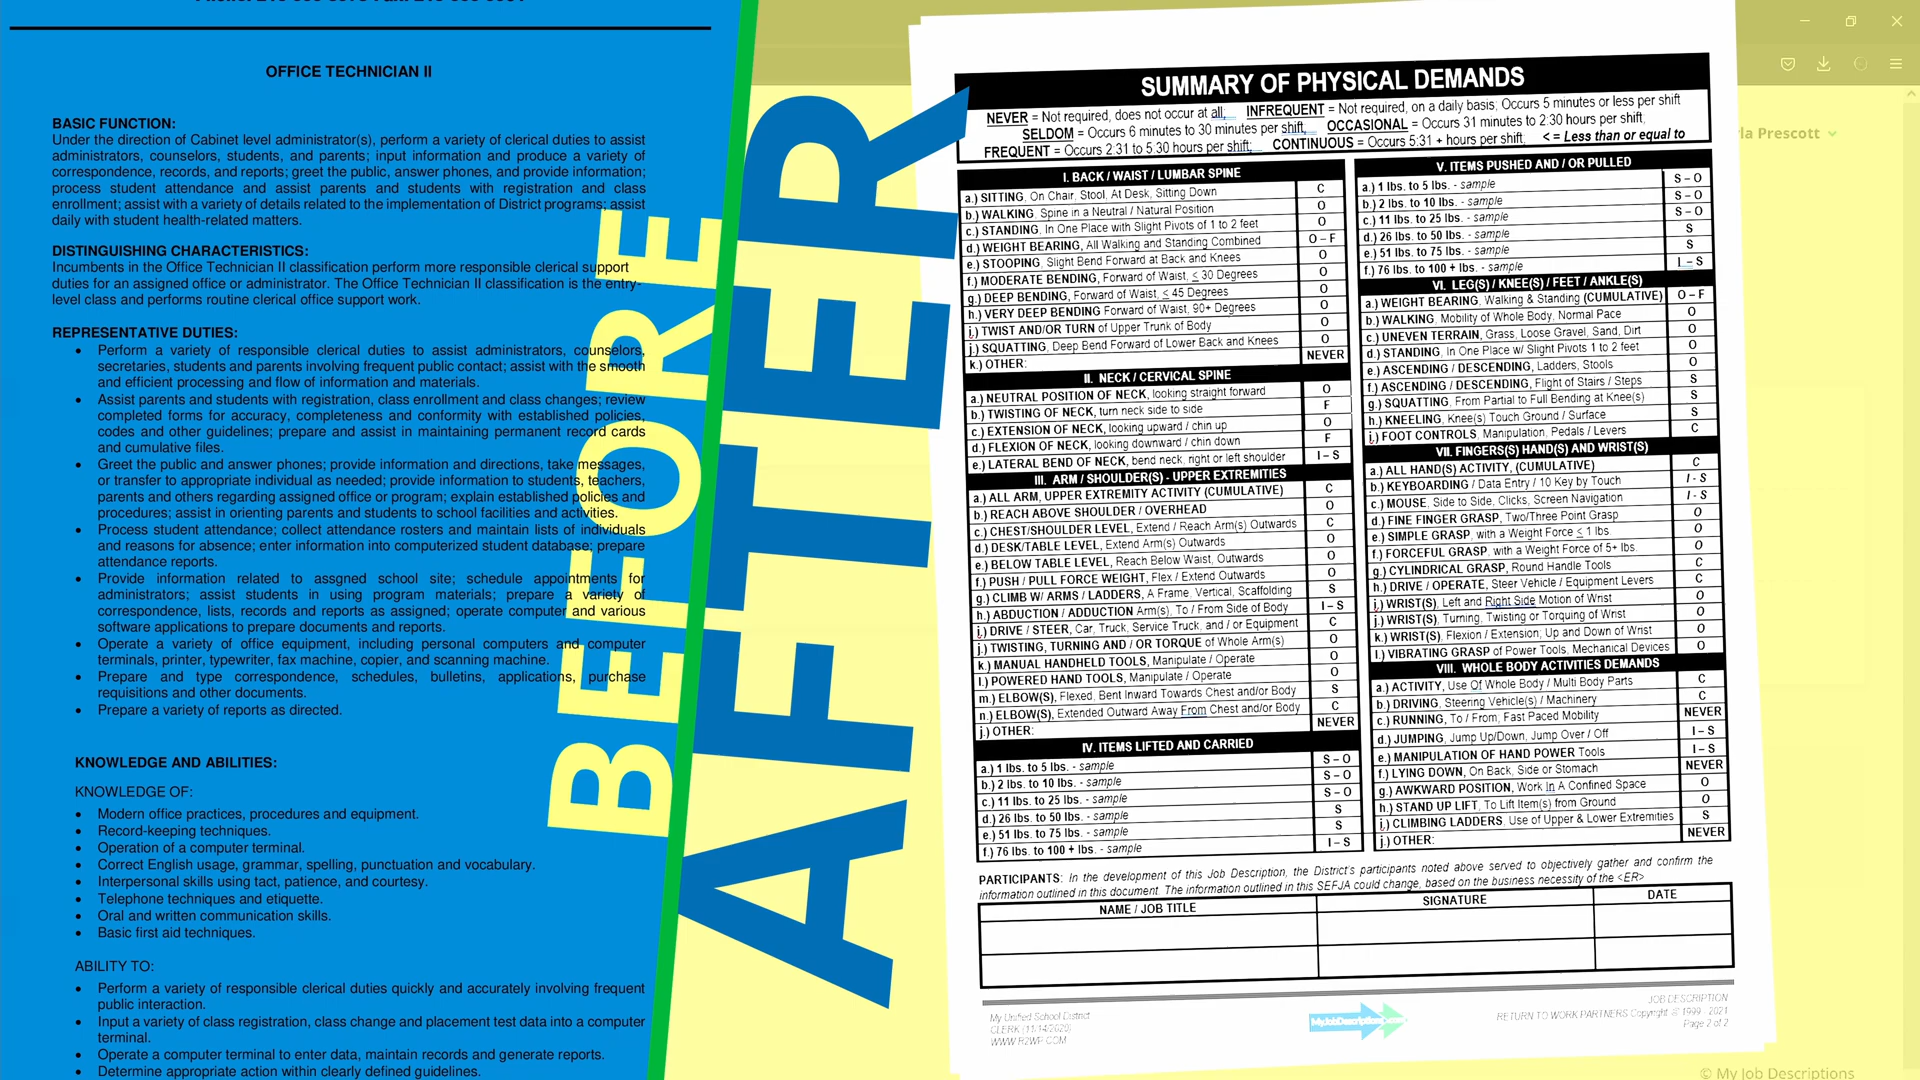 OFFICE TECHNICIAN II
BASIC FUNCTION:
Under the direction of Cabinet level administrator(s), perform a variety of clerical duties to assist
administrators, counselors, students, and parents; input information and produce a variety of
correspondence, records, and reports; greet the public, answer phones, and provide information;
process student attendance and assist parents and students with registration and class
enrollment; assist with a variety of details related to the implementation of District programs; assist
daily with student health-related matters.
DISTINGUISHING CHARACTERISTICS:
Incumbents in the Office Technician II classification perform more responsible clerical support
duties for an assigned office or administrator. The Office Technician II classification is the entry-
level class and performs routine clerical office support work.
REPRESENTATIVE DUTIES:
• Perform a variety of responsible clerical duties to assist administrators, counselors,
secretaries, students and parents involving frequent public contact; assist with the smooth
and efficient processing and flow of information and materials.
• Assist parents and students with registration, class enrollment and class changes; review
completed forms for accuracy, completeness and conformity with established policies,
codes and other guidelines; prepare and assist in maintaining permanent record cards
and cumulative files.
• Greet the public and answer phones; provide information and directions, take messages,
or transfer to appropriate individual as needed; provide information to students, teachers,
parents and others regarding assigned office or program; explain established policies and
procedures; assist in orienting parents and students to school facilities and activities.
• Process student attendance; collect attendance rosters and maintain lists of individuals
and reasons for absence; enter information into computerized student database; prepare
attendance reports.
• Provide information related to assgned school site; schedule appointments for
administrators; assist students in using program materials; prepare a variety of
correspondence, lists, records and reports as assigned; operate computer and various
software applications to prepare documents and reports.
• Operate a variety of office equipment, including personal computers and computer
terminals, printer, typewriter, fax machine, copier, and scanning machine.
• Prepare and type correspondence, schedules, bulletins, applications, purchase
requisitions and other documents.
• Prepare a variety of reports as directed.
KNOWLEDGE AND ABILITIES:
KNOWLEDGE OF:
• Modern office practices, procedures and equipment.
• Record-keeping techniques.
• Operation of a computer terminal.
• Correct English usage, grammar, spelling, punctuation and vocabulary.
• Interpersonal skills using tact, patience, and courtesy.
• Telephone techniques and etiquette.
• Oral and written communication skills.
• Basic first aid techniques.
ABILITY TO:
• Perform a variety of responsible clerical duties quickly and accurately involving frequent
public interaction.
• Input a variety of class registration, class change and placement test data into a computer
terminal.
• Operate a computer terminal to enter data, maintain records and generate reports.
• Determine appropriate action within clearly defined guidelines.
BEFORE
AFTER
SUMMARY OF PHYSICAL DEMANDS
NEVER = Not required, does not occur at all; INFREQUENT = Not required, on a daily basis; Occurs 5 minutes or less per shift
SELDOM = Occurs 6 minutes to 30 minutes per shift, OCCASIONAL = Occurs 31 minutes to 2:30 hours per shift;
FREQUENT = Occurs 2:31 to 5.30 hours per shift; CONTINUOUS = Occurs 5:31 + hours per shift; < = Less than or equal to
I. BACK / WAIST / LUMBAR SPINE
a.) SITTING, On Chair, Stool, At Desk, Sitting Down C
b.) WALKING, Spine in a Neutral / Natural Position O
c.) STANDING, In One Place with Slight Pivots of 1 to 2 feet O
d.) WEIGHT BEARING, All Walking and Standing Combined O – F
e.) STOOPING, Slight Bend Forward at Back and Knees O
f.) MODERATE BENDING, Forward of Waist, < 30 Degrees O
g.) DEEP BENDING, Forward of Waist, < 45 Degrees O
h.) VERY DEEP BENDING Forward of Waist, 90+ Degrees O
i.) TWIST AND/OR TURN of Upper Trunk of Body O
j.) SQUATTING, Deep Bend Forward of Lower Back and Knees O
k.) OTHER: NEVER
II. NECK / CERVICAL SPINE
a.) NEUTRAL POSITION OF NECK, looking straight forward O
b.) TWISTING OF NECK, turn neck side to side F
c.) EXTENSION OF NECK, looking upward / chin up O
d.) FLEXION OF NECK, looking downward / chin down F
e.) LATERAL BEND OF NECK, bend neck, right or left shoulder I – S
III. ARM / SHOULDER(S) - UPPER EXTREMITIES
a.) ALL ARM, UPPER EXTREMITY ACTIVITY (CUMULATIVE) C
b.) REACH ABOVE SHOULDER / OVERHEAD O
c.) CHEST/SHOULDER LEVEL, Extend / Reach Arm(s) Outwards C
d.) DESK/TABLE LEVEL, Extend Arm(s) Outwards O
e.) BELOW TABLE LEVEL, Reach Below Waist, Outwards O
f.) PUSH / PULL FORCE WEIGHT, Flex / Extend Outwards O
g.) CLIMB W/ ARMS / LADDERS, A Frame, Vertical, Scaffolding S
h.) ABDUCTION / ADDUCTION Arm(s), To / From Side of Body I – S
i.) DRIVE / STEER, Car, Truck, Service Truck, and / or Equipment C
j.) TWISTING, TURNING AND / OR TORQUE of Whole Arm(s) O
k.) MANUAL HANDHELD TOOLS, Manipulate / Operate O
l.) POWERED HAND TOOLS, Manipulate / Operate O
m.) ELBOW(S), Flexed, Bent Inward Towards Chest and/or Body S
n.) ELBOW(S), Extended Outward Away From Chest and/or Body C
j.) OTHER: NEVER
IV. ITEMS LIFTED AND CARRIED
a.) 1 lbs. to 5 lbs. - sample S – O
b.) 2 lbs. to 10 lbs. - sample S – O
c.) 11 lbs. to 25 lbs. - sample S – O
d.) 26 lbs. to 50 lbs. - sample S
e.) 51 lbs. to 75 lbs. - sample S
f.) 76 lbs. to 100 + lbs. - sample I – S
V. ITEMS PUSHED AND / OR PULLED
a.) 1 lbs. to 5 lbs. - sample S – O
b.) 2 lbs. to 10 lbs. - sample S – O
c.) 11 lbs. to 25 lbs. - sample S – O
d.) 26 lbs. to 50 lbs. - sample S
e.) 51 lbs. to 75 lbs. - sample S
f.) 76 lbs. to 100 + lbs. - sample I – S
VI. LEG(S) / KNEE(S) / FEET / ANKLE(S)
a.) WEIGHT BEARING, Walking & Standing (CUMULATIVE) O – F
b.) WALKING, Mobility of Whole Body, Normal Pace O
c.) UNEVEN TERRAIN, Grass, Loose Gravel, Sand, Dirt O
d.) STANDING, In One Place w/ Slight Pivots 1 to 2 feet O
e.) ASCENDING / DESCENDING, Ladders, Stools O
f.) ASCENDING / DESCENDING, Flight of Stairs / Steps S
g.) SQUATTING, From Partial to Full Bending at Knee(s) S
h.) KNEELING, Knee(s) Touch Ground / Surface S
i.) FOOT CONTROLS, Manipulation, Pedals / Levers C
VII. FINGERS(S) HAND(S) AND WRIST(S)
a.) ALL HAND(S) ACTIVITY, (CUMULATIVE) C
b.) KEYBOARDING / Data Entry / 10 Key by Touch I - S
c.) MOUSE, Side to Side, Clicks, Screen Navigation I - S
d.) FINE FINGER GRASP, Two/Three Point Grasp O
e.) SIMPLE GRASP, with a Weight Force < 1 lbs. O
f.) FORCEFUL GRASP, with a Weight Force of 5+ lbs. O
g.) CYLINDRICAL GRASP, Round Handle Tools C
h.) DRIVE / OPERATE, Steer Vehicle / Equipment Levers C
i.) WRIST(S), Left and Right Side Motion of Wrist O
j.) WRIST(S), Turning, Twisting or Torquing of Wrist O
k.) WRIST(S), Flexion / Extension; Up and Down of Wrist O
l.) VIBRATING GRASP of Power Tools, Mechanical Devices O
VIII. WHOLE BODY ACTIVITIES DEMANDS
a.) ACTIVITY, Use Of Whole Body / Multi Body Parts C
b.) DRIVING, Steering Vehicle(s) / Machinery C
c.) RUNNING, To / From, Fast Paced Mobility NEVER
d.) JUMPING, Jump Up/Down, Jump Over / Off I – S
e.) MANIPULATION OF HAND POWER Tools I – S
f.) LYING DOWN, On Back, Side or Stomach NEVER
g.) AWKWARD POSITION, Work In A Confined Space O
h.) STAND UP LIFT, To Lift Item(s) from Ground O
i.) CLIMBING LADDERS, Use of Upper & Lower Extremities S
j.) OTHER: NEVER
PARTICIPANTS: In the development of this Job Description, the District's participants noted above served to objectively gather and confirm the
information outlined in this document. The information outlined in this SEFJA could change, based on the business necessity of the <ER>
NAME / JOB TITLE SIGNATURE DATE
My Unified School District
CLERK (11/14/2020)
WWW.R2WP.COM
JOB DESCRIPTION
RETURN TO WORK PARTNERS Copyright © 1999 - 2021
Page 2 of 2
Prescott
© My Job Descriptions